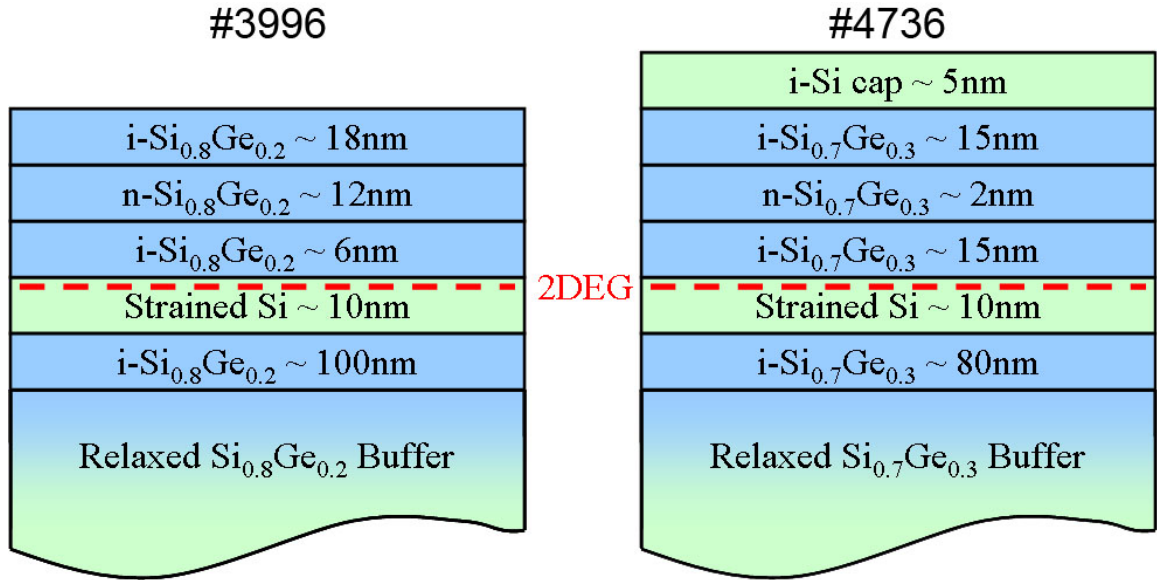 #3996
i-Si₀.₈Ge₀.₂ ~ 18nm
n-Si₀.₈Ge₀.₂ ~ 12nm
i-Si₀.₈Ge₀.₂ ~ 6nm
Strained Si ~ 10nm
i-Si₀.₈Ge₀.₂ ~ 100nm
Relaxed Si₀.₈Ge₀.₂ Buffer
2DEG
#4736
i-Si cap ~ 5nm
i-Si₀.₇Ge₀.₃ ~ 15nm
n-Si₀.₇Ge₀.₃ ~ 2nm
i-Si₀.₇Ge₀.₃ ~ 15nm
Strained Si ~ 10nm
i-Si₀.₇Ge₀.₃ ~ 80nm
Relaxed Si₀.₇Ge₀.₃ Buffer